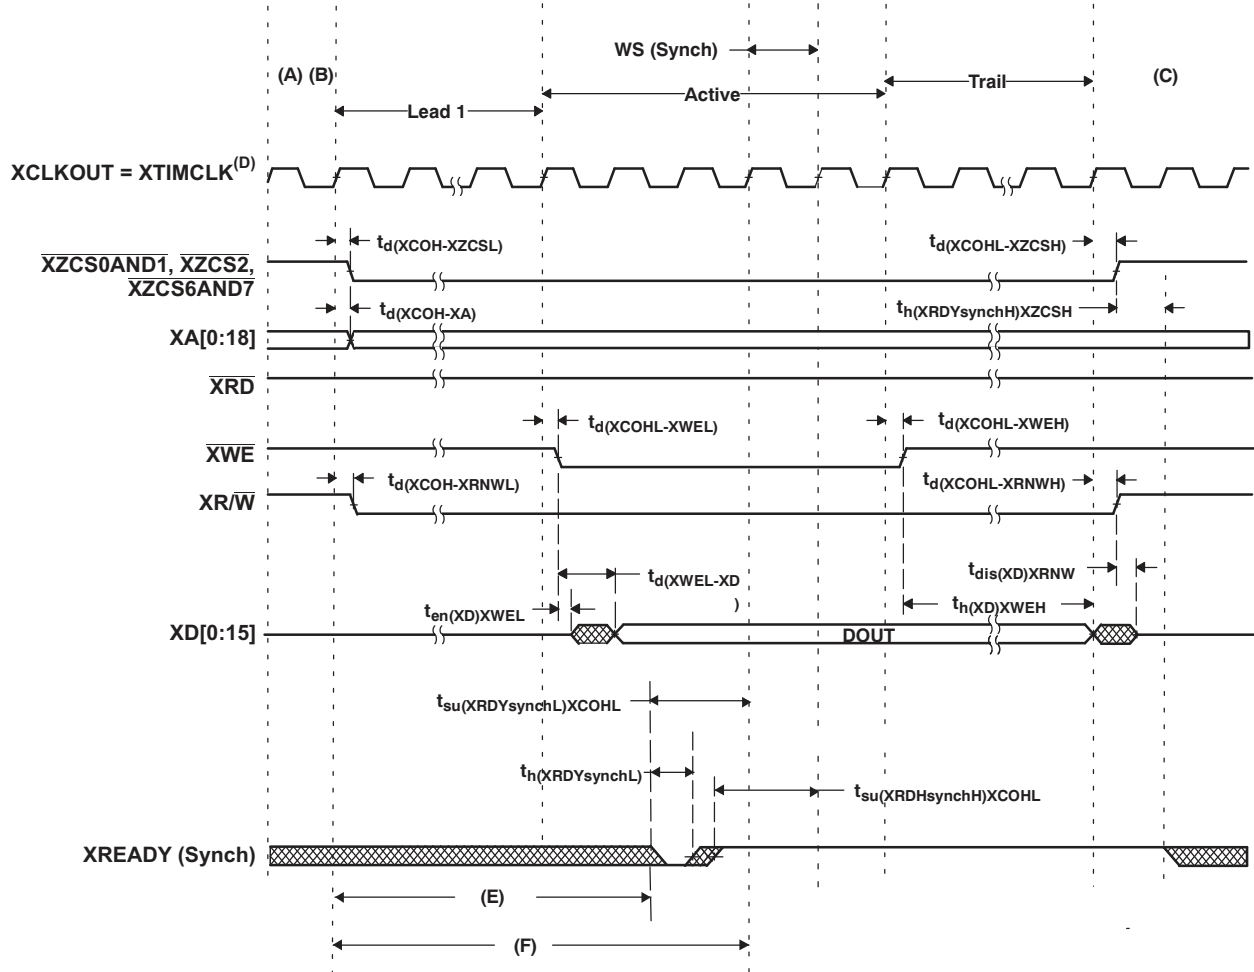 WS (Synch)
(A) (B)
(C)
Trail
Active
Lead 1
XCLKOUT = XTIMCLK(D)
td(XCOH-XZCSL)
td(XCOHL-XZCSH)
XZCS0AND1, XZCS2,
XZCS6AND7
td(XCOH-XA)
th(XRDYsynchH)XZCSH
XA[0:18]
XRD
td(XCOHL-XWEL)
td(XCOHL-XWEH)
XWE
td(XCOH-XRNWL)
td(XCOHL-XRNWH)
XR/W
td(XWEL-XD
)
tdis(XD)XRNW
ten(XD)XWEL
th(XD)XWEH
XD[0:15]
DOUT
tsu(XRDYsynchL)XCOHL
th(XRDYsynchL)
tsu(XRDHsynchH)XCOHL
XREADY (Synch)
(E)
(F)